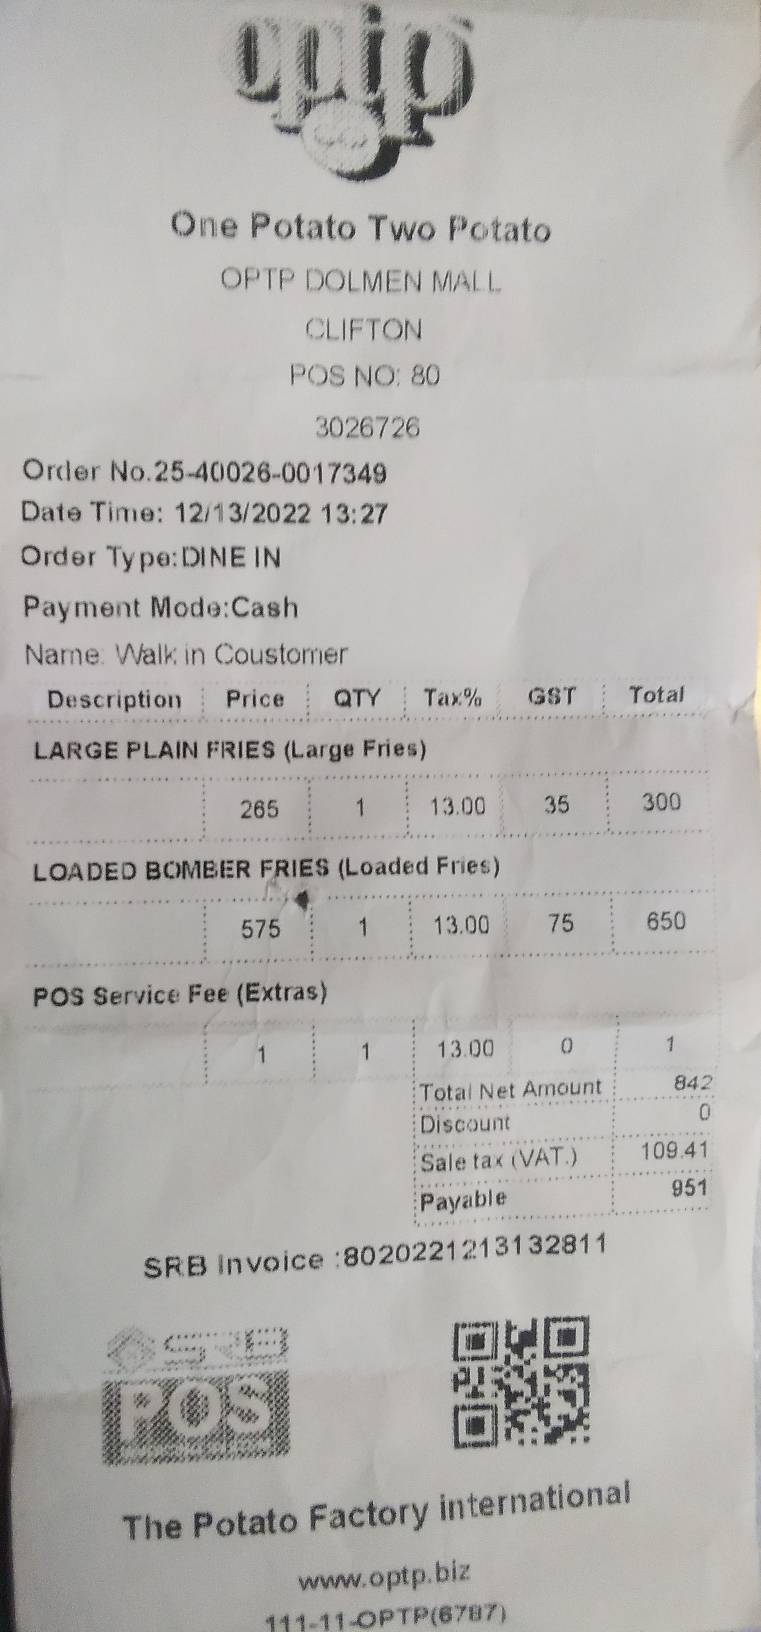 optp
One Potato Two Potato
OPTP DOLMEN MALL
CLIFTON
POS NO: 80
3026726
Order No.25-40026-0017349
Date Time: 12/13/2022 13:27
Order Type:DINE IN
Payment Mode:Cash
Name: Walk in Coustomer
Description Price QTY Tax% GST Total
LARGE PLAIN FRIES (Large Fries)
265 1 13.00 35 300
LOADED BOMBER FRIES (Loaded Fries)
575 1 13.00 75 650
POS Service Fee (Extras)
1 1 13.00 0 1
Total Net Amount 842
Discount 0
Sale tax (VAT.) 109.41
Payable 951
SRB Invoice :8020221213132811
SRB
POS
The Potato Factory international
www.optp.biz
111-11-OPTP(6787)